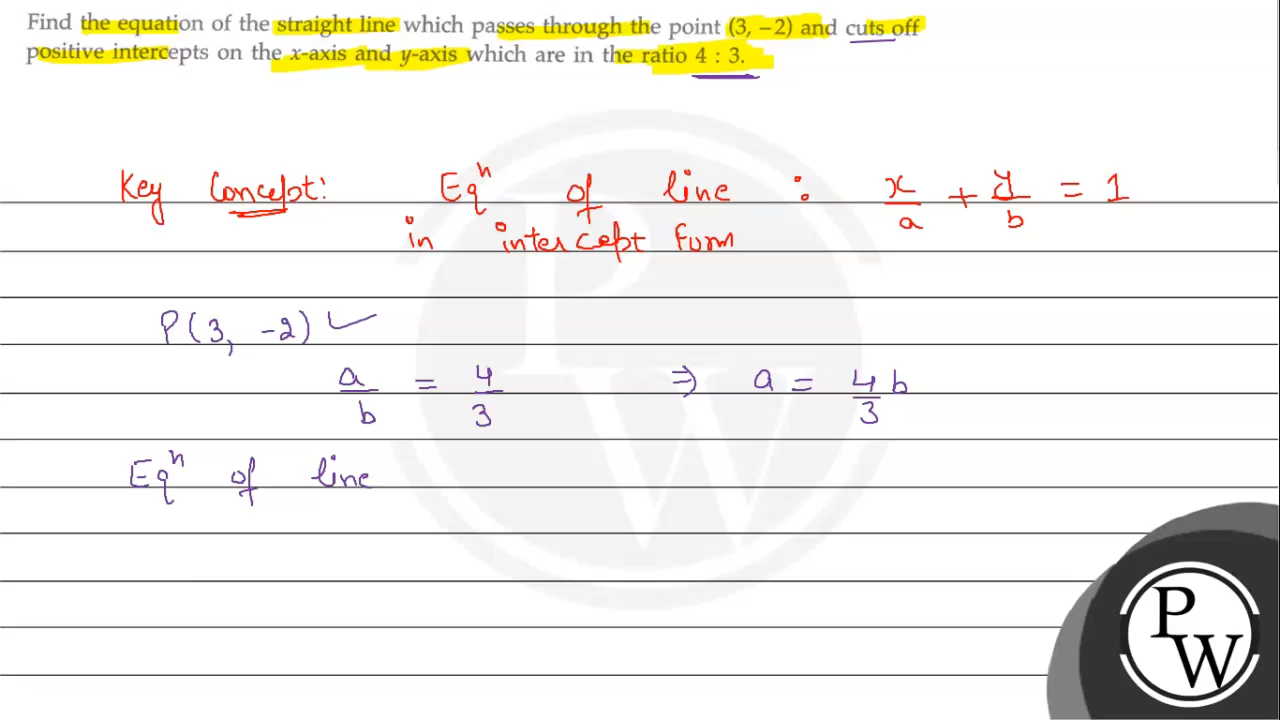 Find the equation of the straight line which passes through the point (3, −2) and cuts off
positive intercepts on the x-axis and y-axis which are in the ratio 4 : 3.
Key Concept: Eqⁿ of line : x/a + y/b = 1
in intercept form
P(3, -2) ✓
a/b = 4/3 ⇒ a = 4/3 b
Eqⁿ of line
P
W